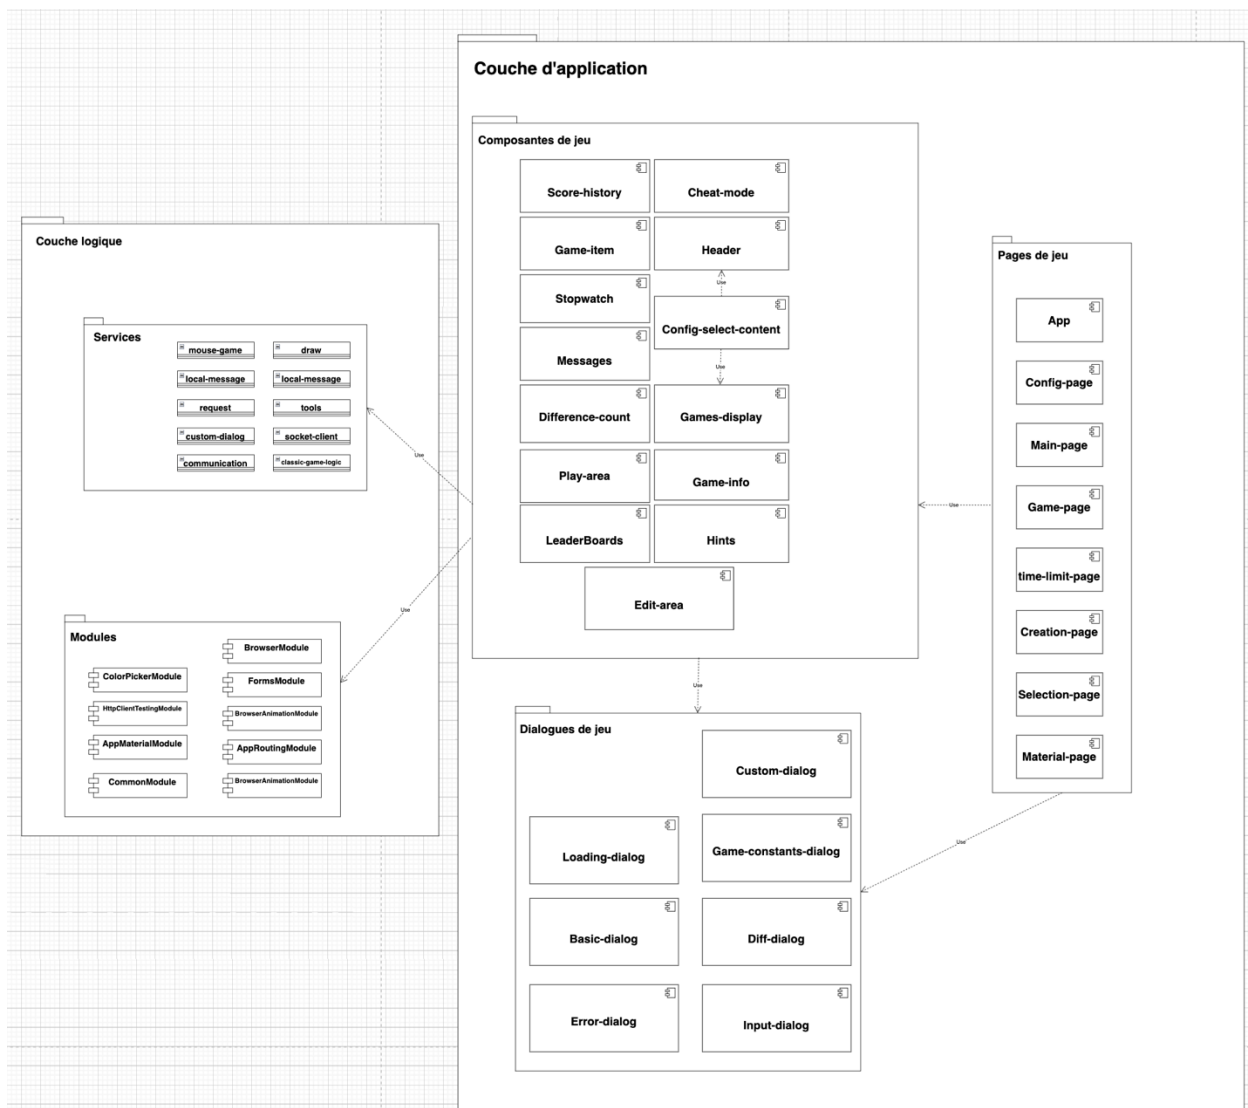 Couche d'application
Composantes de jeu
Score-history
Cheat-mode
Game-item
Header
Use
Stopwatch
Config-select-content
Messages
Use
Difference-count
Games-display
Play-area
Game-info
LeaderBoards
Hints
Edit-area
Couche logique
Services
mouse-game
draw
local-message
local-message
request
tools
custom-dialog
socket-client
communication
classic-game-logic
Use
Use
Modules
BrowserModule
ColorPickerModule
FormsModule
HttpClientTestingModule
BrowserAnimationModule
AppMaterialModule
AppRoutingModule
CommonModule
BrowserAnimationModule
Pages de jeu
App
Config-page
Main-page
Game-page
time-limit-page
Creation-page
Selection-page
Material-page
Use
Use
Use
Dialogues de jeu
Custom-dialog
Loading-dialog
Game-constants-dialog
Basic-dialog
Diff-dialog
Error-dialog
Input-dialog